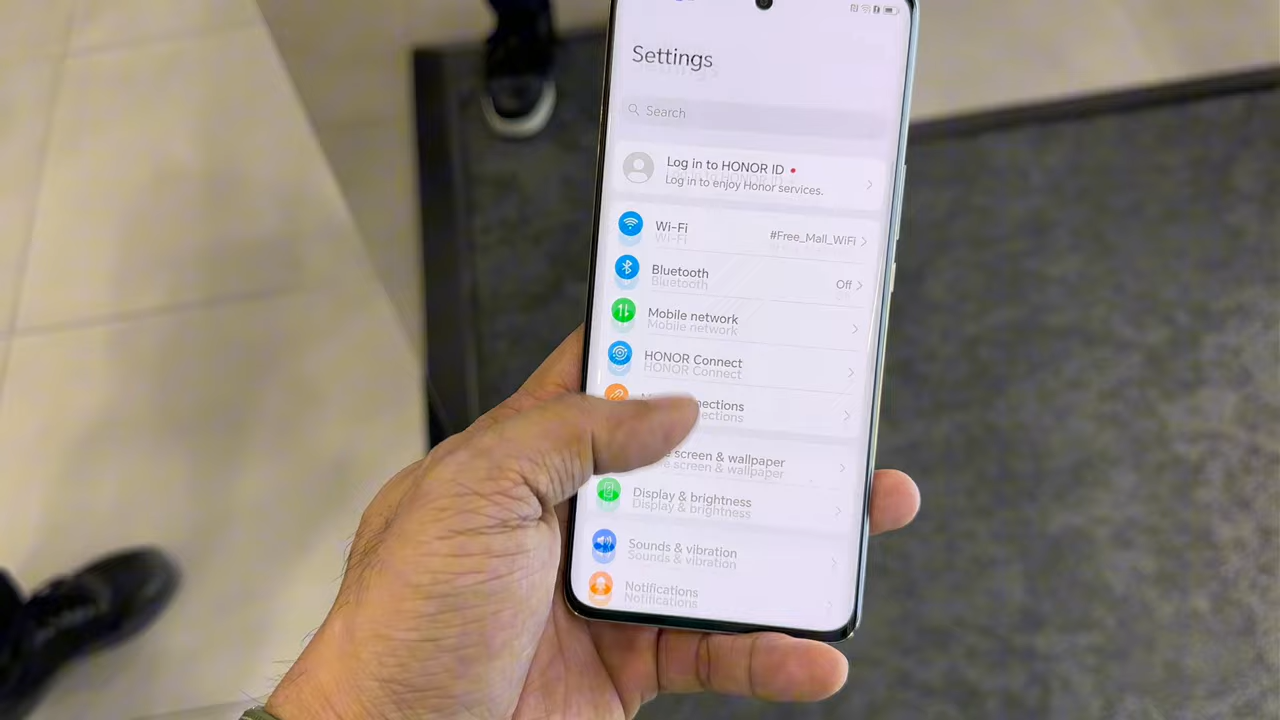 Settings
Search
Log in to HONOR ID
Log in to enjoy Honor services.
Wi-Fi
#Free_Mall_WiFi
Bluetooth
Off
Mobile network
HONOR Connect
screen & wallpaper
Display & brightness
Sounds & vibration
Notifications